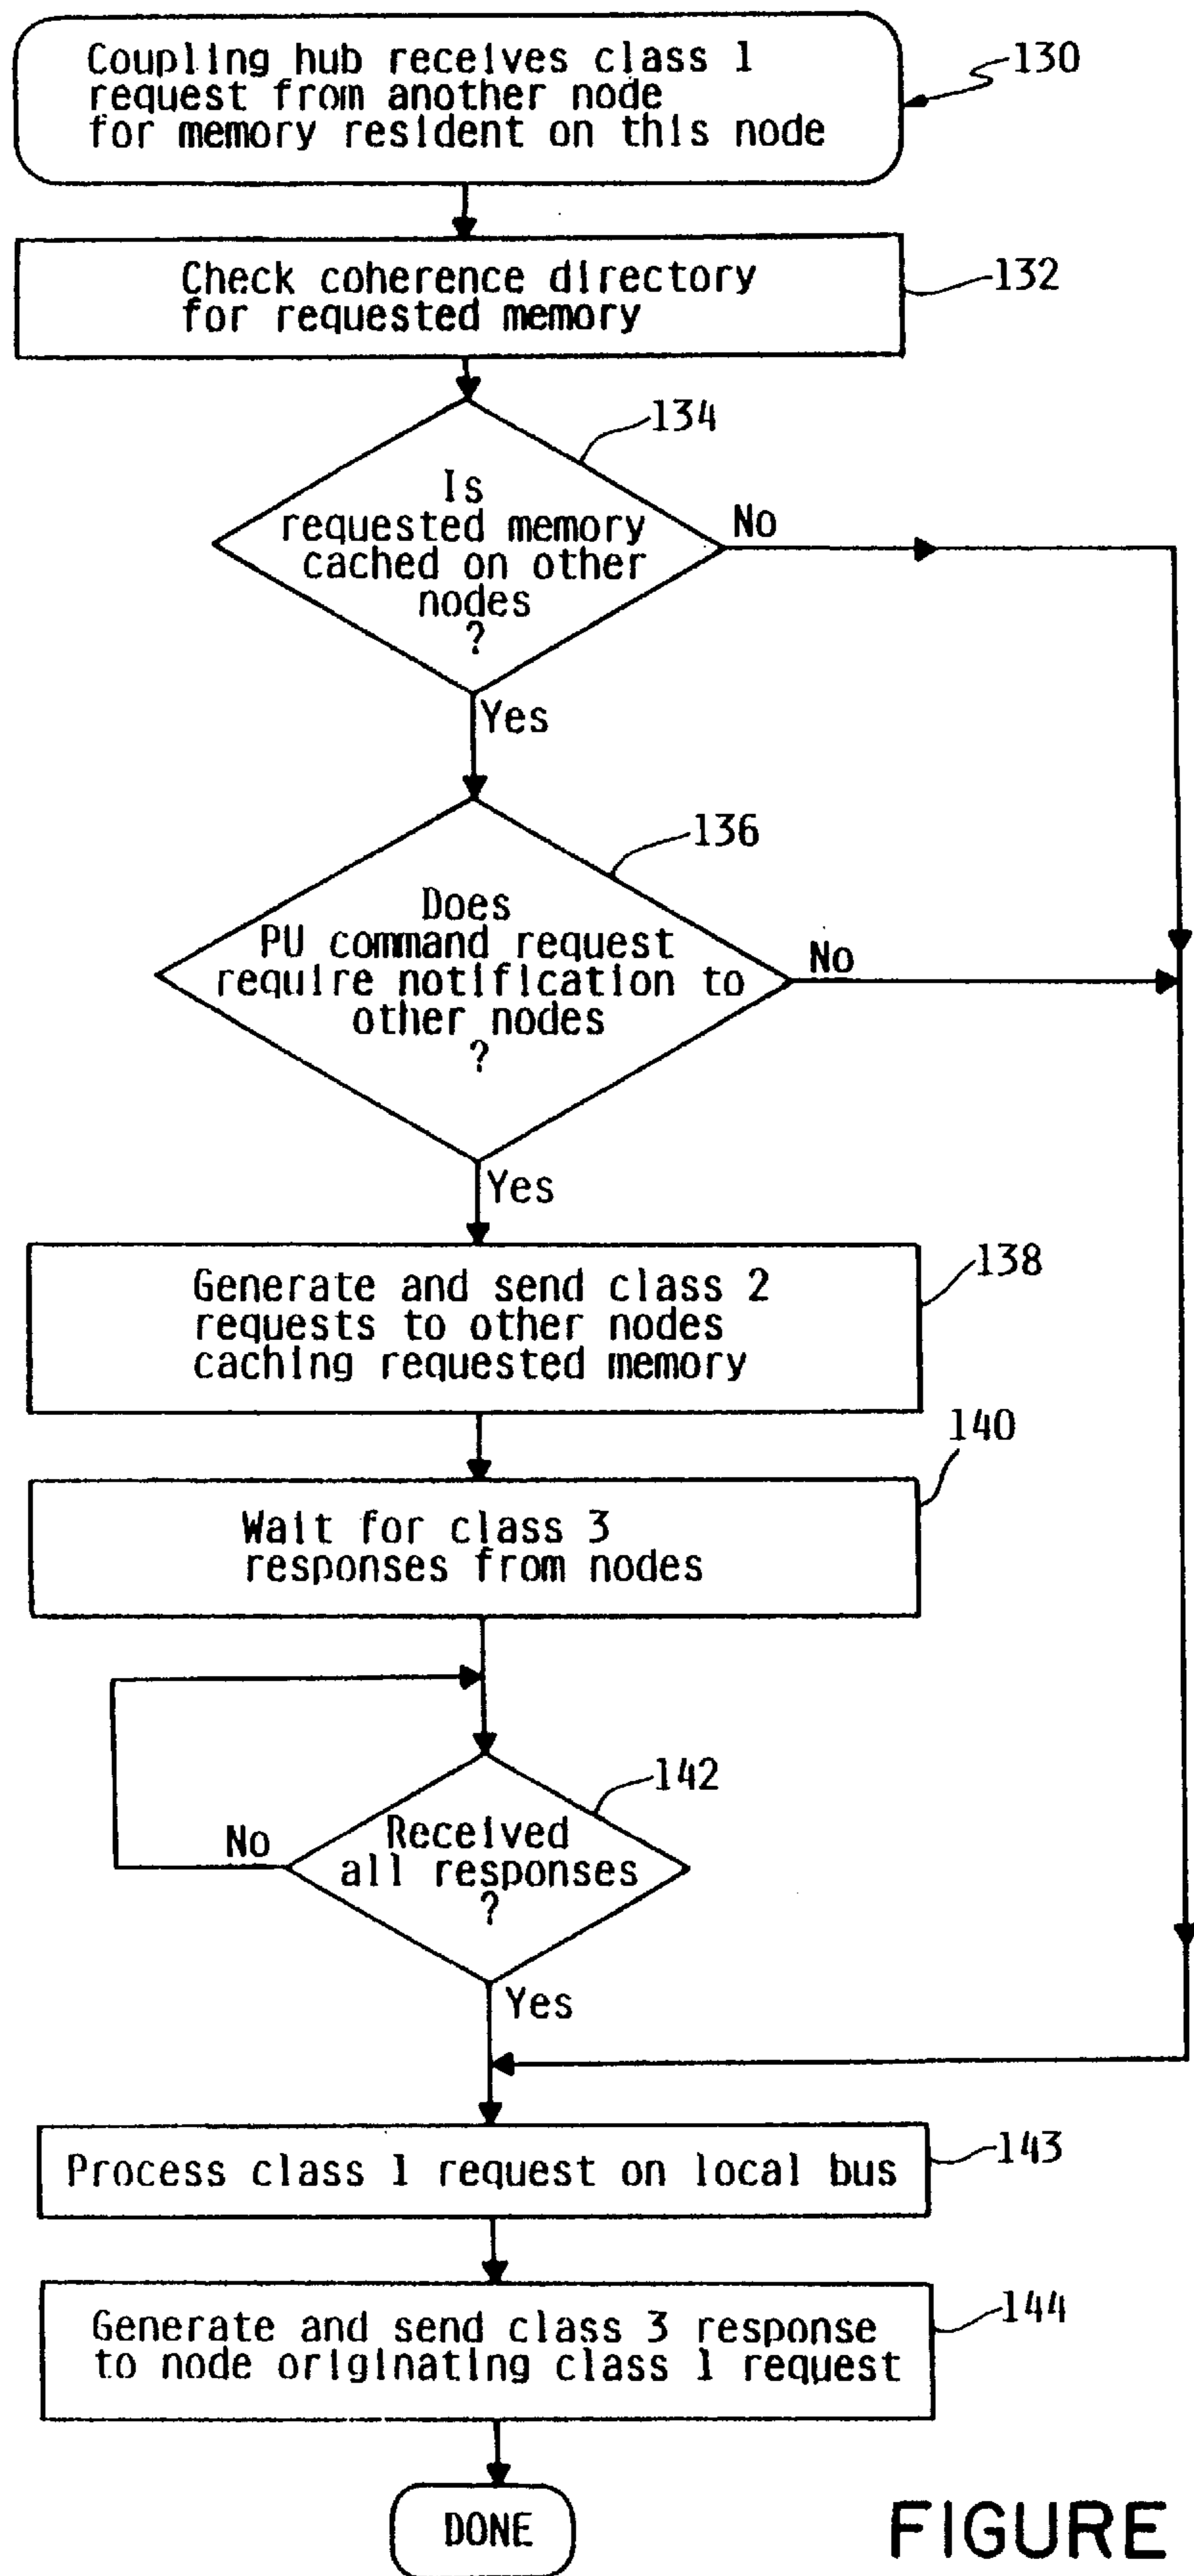 Coupling hub receives class 1
request from another node
for memory resident on this node
130
Check coherence directory
for requested memory
132
134
Is
requested memory
cached on other
nodes
?
No
Yes
136
Does
PU command request
require notification to
other nodes
?
No
Yes
138
Generate and send class 2
requests to other nodes
caching requested memory
140
Wait for class 3
responses from nodes
142
Received
all responses
?
No
Yes
Process class 1 request on local bus
143
Generate and send class 3 response
to node originating class 1 request
144
DONE
FIGURE